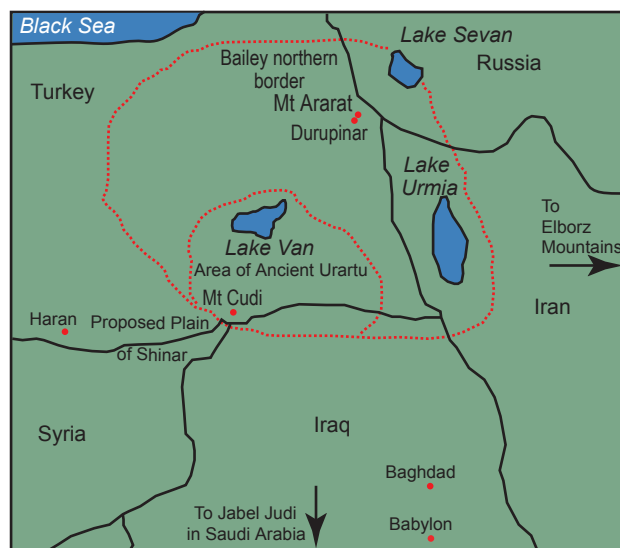 Black Sea
Lake Sevan
Bailey northern
border
Russia
Turkey
Mt Ararat
Durupinar
Lake
Urmia
To
Elborz
Mountains
Lake Van
Area of Ancient Urartu
Mt Cudi
Iran
Haran
Proposed Plain
of Shinar
Syria
Iraq
Baghdad
To Jabel Judi
in Saudi Arabia
Babylon